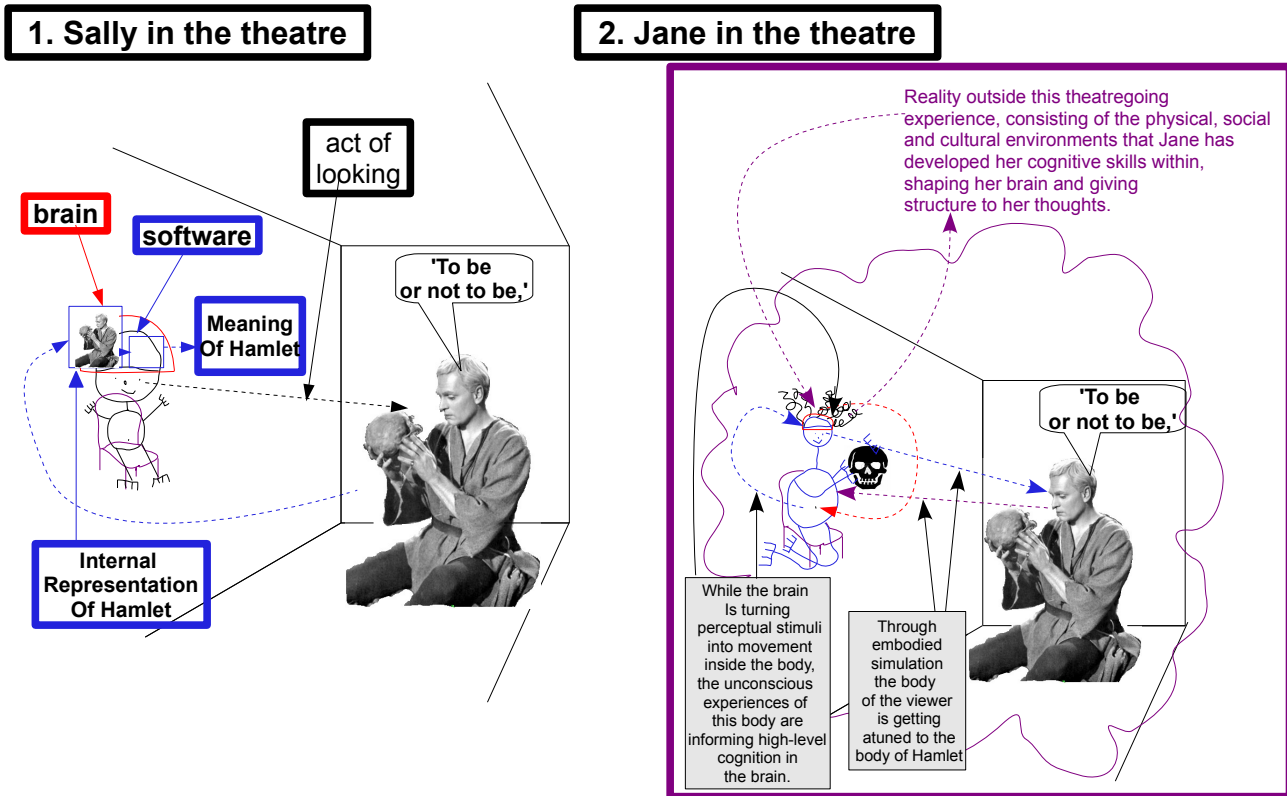 1. Sally in the theatre
act of
looking
brain
software
'To be
or not to be,'
Meaning
Of Hamlet
Internal
Representation
Of Hamlet
2. Jane in the theatre
Reality outside this theatregoing
experience, consisting of the physical, social
and cultural environments that Jane has
developed her cognitive skills within,
shaping her brain and giving
structure to her thoughts.
'To be
or not to be,'
While the brain
Is turning
perceptual stimuli
into movement
inside the body,
the unconscious
experiences of
this body are
informing high-level
cognition in
the brain.
Through
embodied
simulation
the body
of the viewer
is getting
atuned to the
body of Hamlet